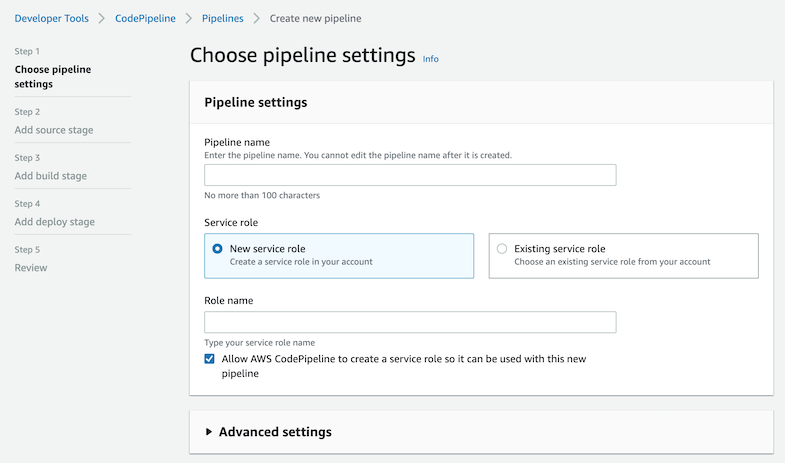 Developer Tools > CodePipeline > Pipelines > Create new pipeline
Step 1
Choose pipeline
settings
Step 2
Add source stage
Step 3
Add build stage
Step 4
Add deploy stage
Step 5
Review
Choose pipeline settings Info
Pipeline settings
Pipeline name
Enter the pipeline name. You cannot edit the pipeline name after it is created.
No more than 100 characters
Service role
New service role
Create a service role in your account
Existing service role
Choose an existing service role from your account
Role name
Type your service role name
Allow AWS CodePipeline to create a service role so it can be used with this new
pipeline
Advanced settings